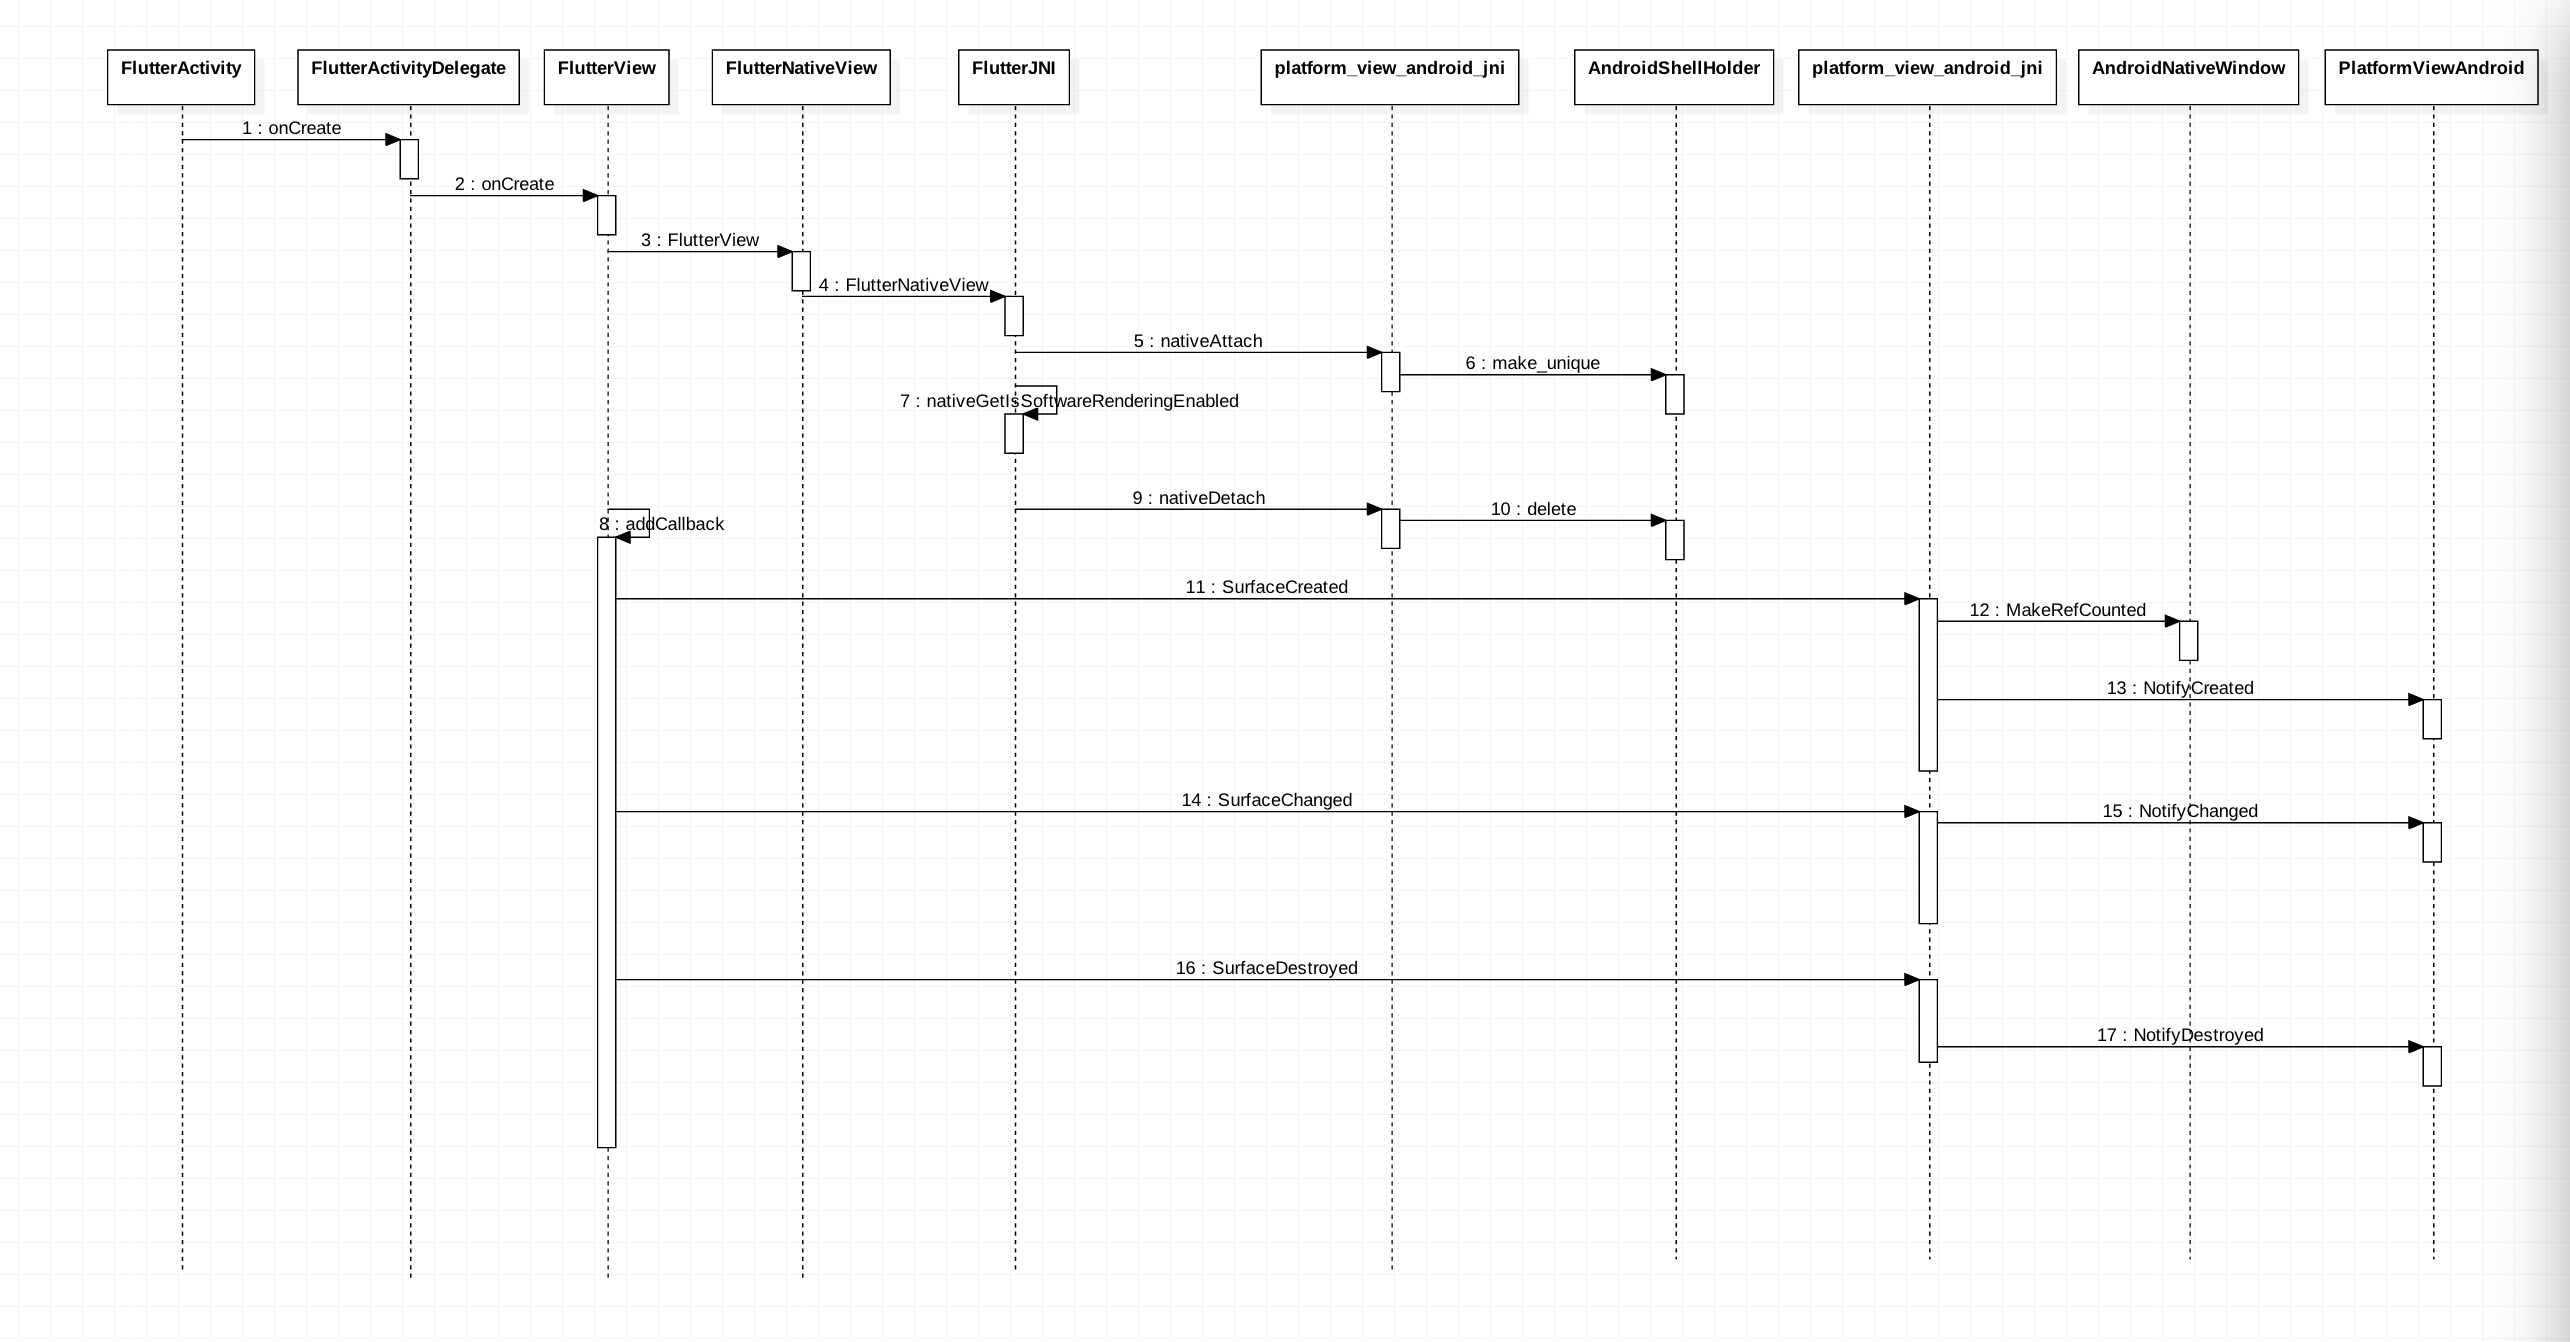 FlutterActivity
FlutterActivityDelegate
FlutterView
FlutterNativeView
FlutterJNI
platform_view_android_jni
AndroidShellHolder
platform_view_android_jni
AndroidNativeWindow
PlatformViewAndroid
1 : onCreate
2 : onCreate
3 : FlutterView
4 : FlutterNativeView
5 : nativeAttach
6 : make_unique
7 : nativeGetIsSoftwareRenderingEnabled
9 : nativeDetach
10 : delete
8 : addCallback
11 : SurfaceCreated
12 : MakeRefCounted
13 : NotifyCreated
14 : SurfaceChanged
15 : NotifyChanged
16 : SurfaceDestroyed
17 : NotifyDestroyed